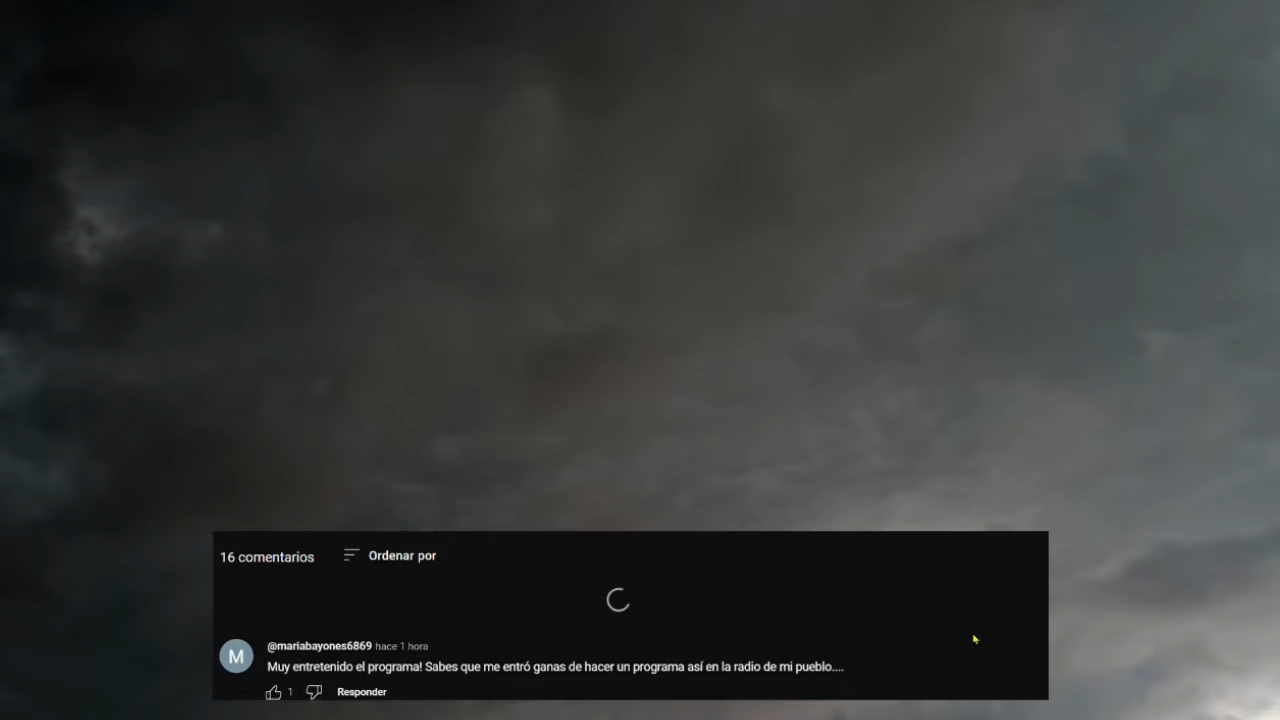 16 comentarios
Ordenar por
M
@mariabayones6869 hace 1 hora
Muy entretenido el programa! Sabes que me entró ganas de hacer un programa así en la radio de mi pueblo....
1
Responder